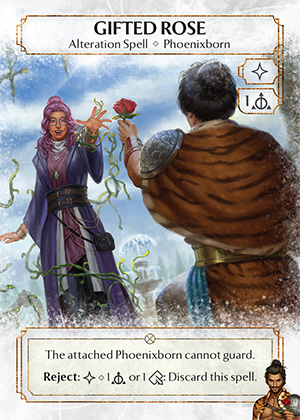 GIFTED ROSE
Alteration Spell ⬦ Phoenixborn
1
The attached Phoenixborn cannot guard.
Reject: ⬦ 1 or 1 : Discard this spell.